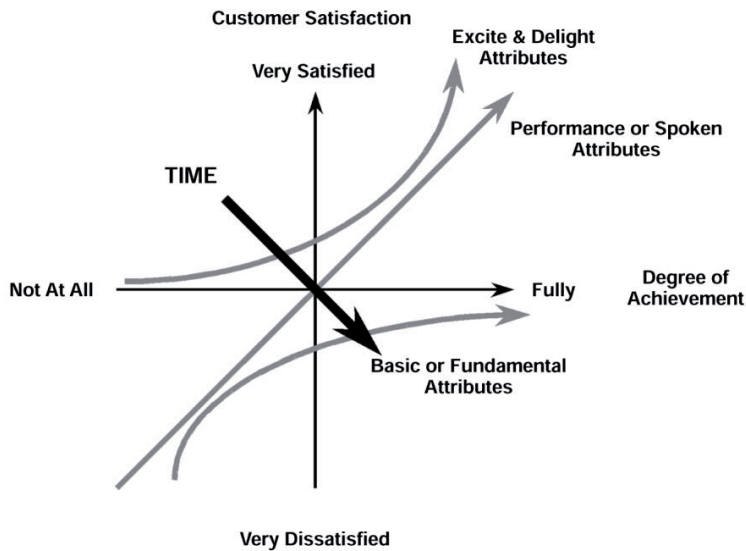 Customer Satisfaction
Excite & Delight
Attributes
Very Satisfied
Performance or Spoken
Attributes
TIME
Not At All
Fully
Degree of
Achievement
Basic or Fundamental
Attributes
Very Dissatisfied